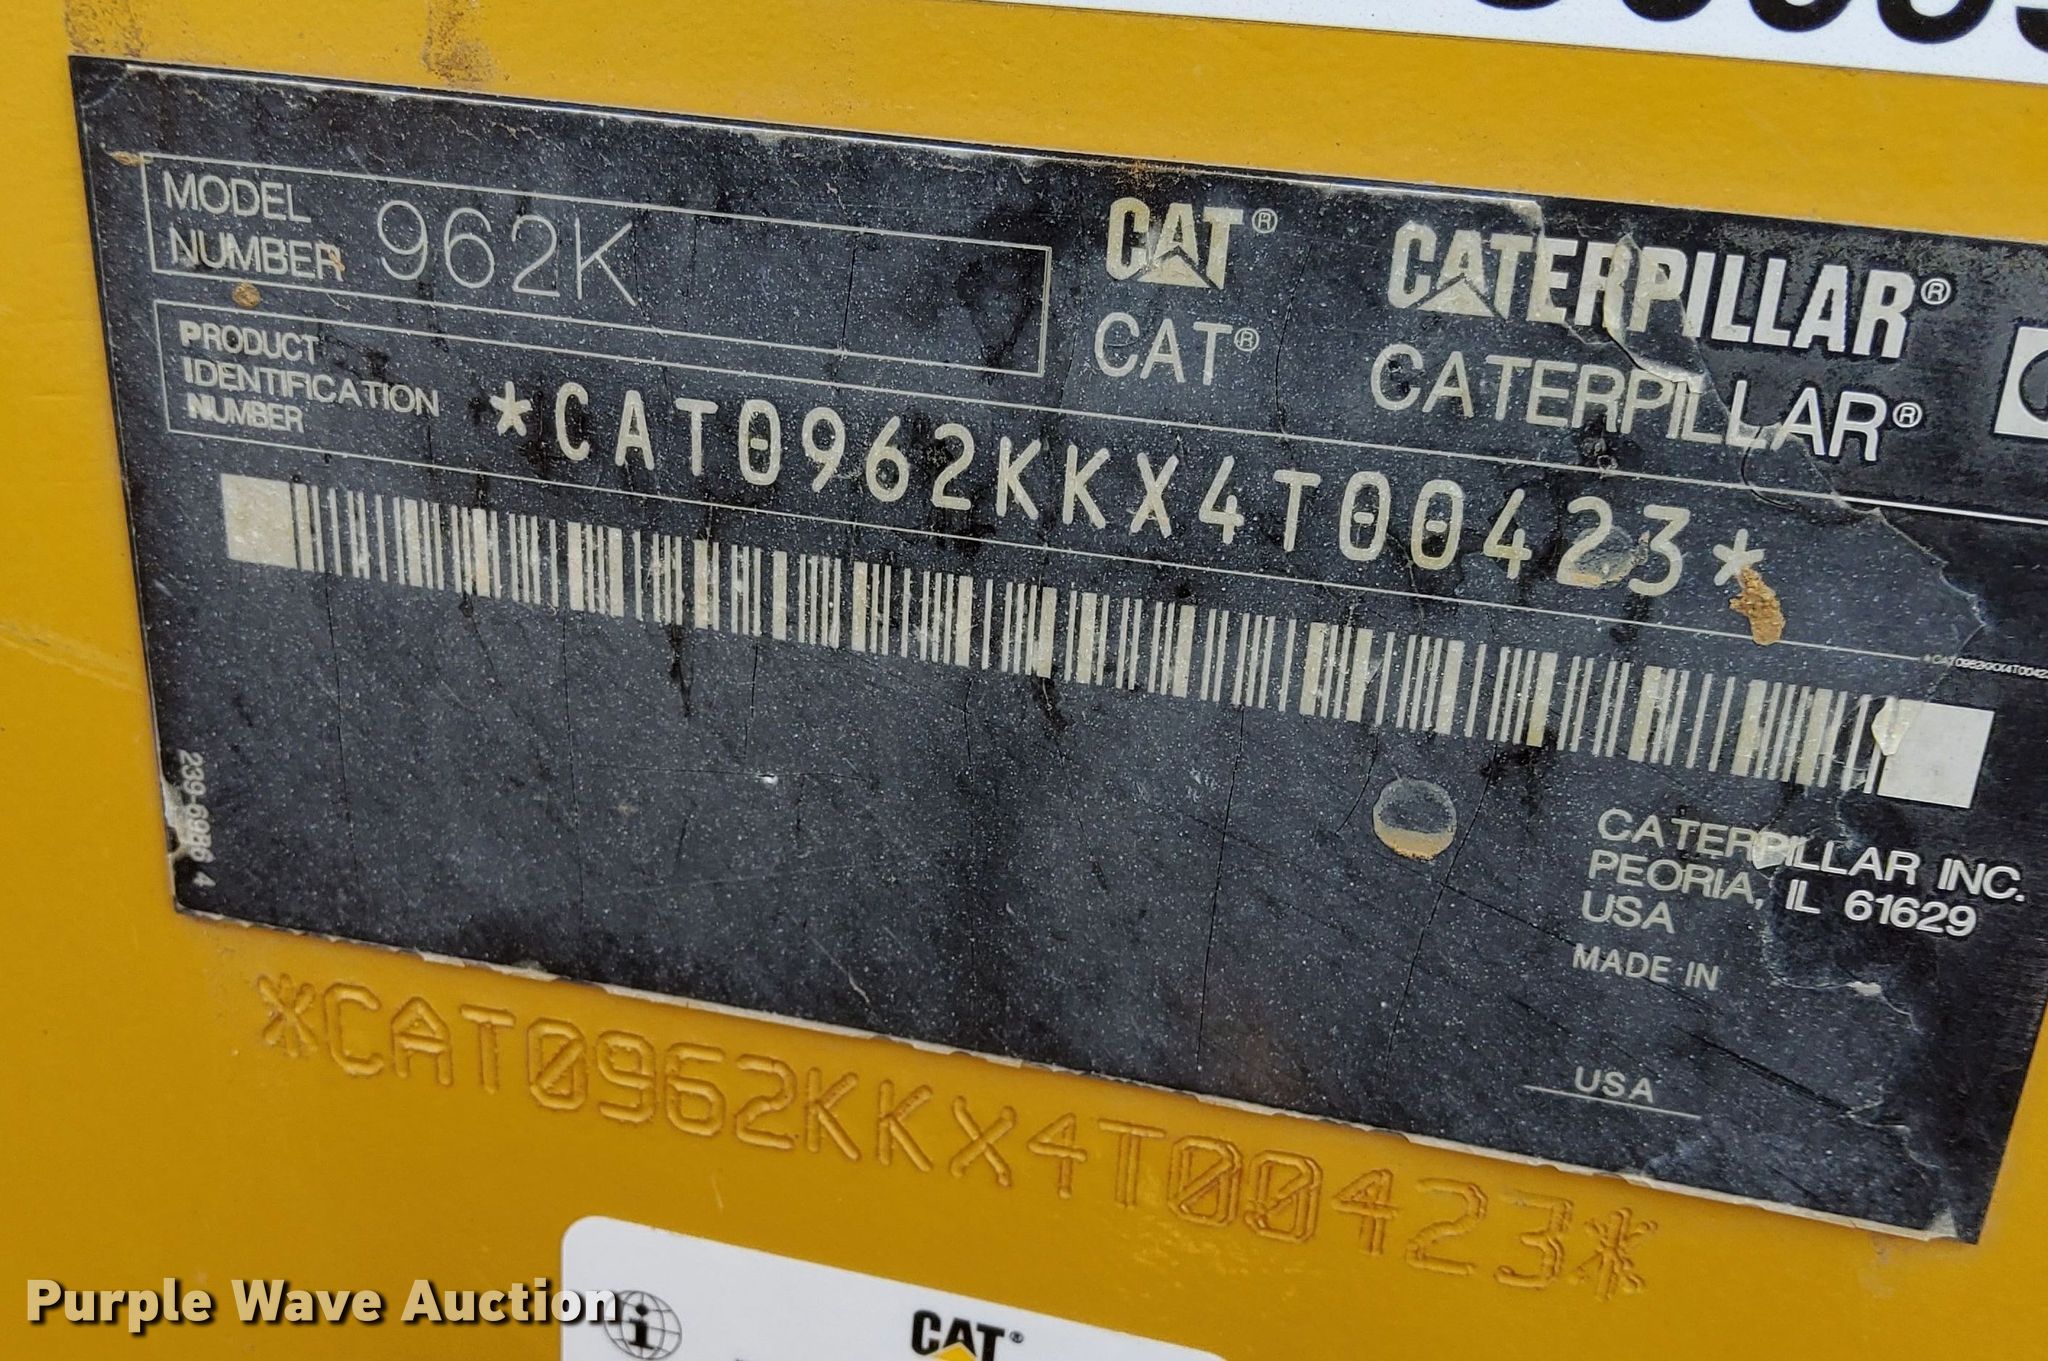 MODEL
NUMBER 962K
CAT® CATERPILLAR®
CAT® CATERPILLAR®
PRODUCT
IDENTIFICATION
NUMBER
*CAT0962KKX4T00423*
*CAT0962KKX4T00423
239-6986 4
CATERPILLAR INC.
PEORIA, IL 61629
USA
MADE IN
USA
*CAT0962KKX4T00423*
Purple Wave Auction
i
CAT®